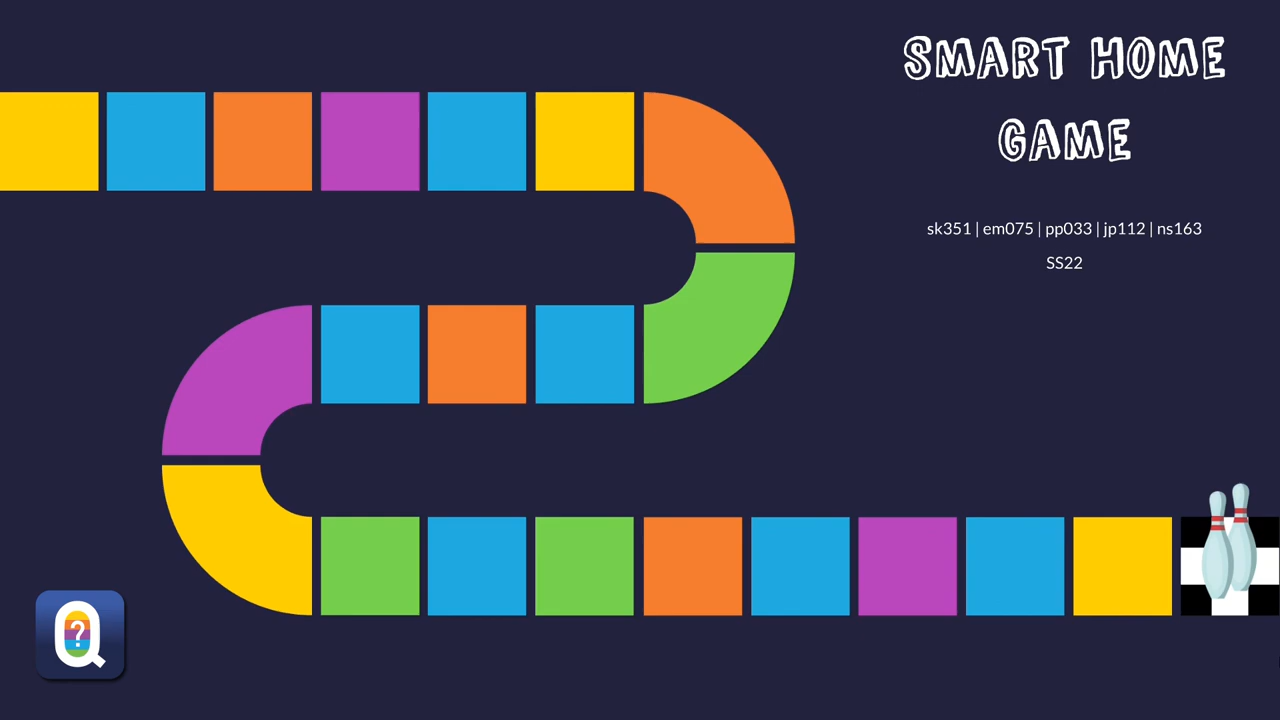 SMART HOME
GAME
sk351 | em075 | pp033 | jp112 | ns163
SS22
Q
?